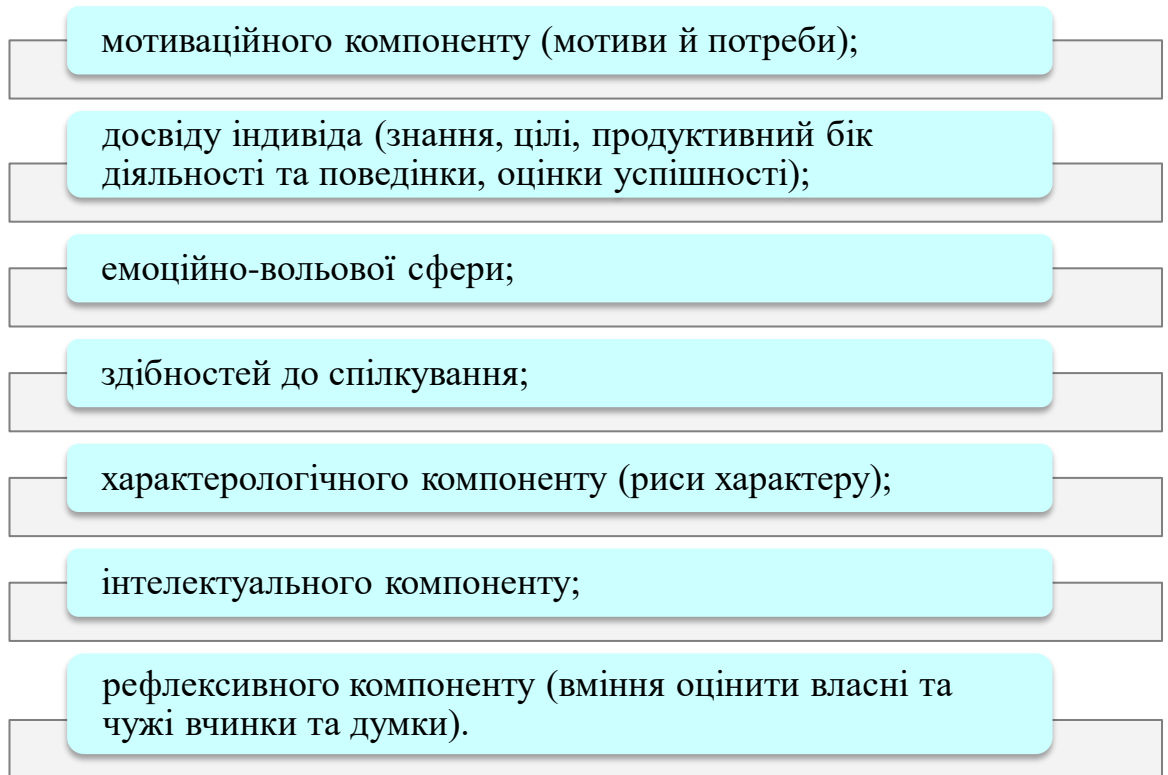 мотиваційного компоненту (мотиви й потреби);
досвіду індивіда (знання, цілі, продуктивний бік
діяльності та поведінки, оцінки успішності);
емоційно-вольової сфери;
здібностей до спілкування;
характерологічного компоненту (риси характеру);
інтелектуального компоненту;
рефлексивного компоненту (вміння оцінити власні та
чужі вчинки та думки).